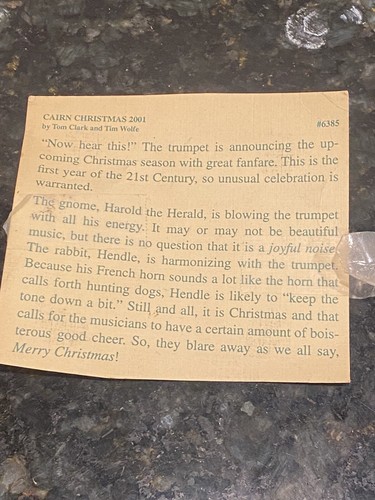 CAIRN CHRISTMAS 2001
by Tom Clark and Tim Wolfe
#6385
"Now hear this!" The trumpet is announcing the up-
coming Christmas season with great fanfare. This is the
first year of the 21st Century, so unusual celebration is
warranted.
The gnome, Harold the Herald, is blowing the trumpet
with all his energy. It may or may not be beautiful
music, but there is no question that it is a joyful noise.
The rabbit, Hendle, is harmonizing with the trumpet.
Because his French horn sounds a lot like the horn that
calls forth hunting dogs, Hendle is likely to "keep the
tone down a bit." Still and all, it is Christmas and that
calls for the musicians to have a certain amount of bois-
terous good cheer. So, they blare away as we all say,
Merry Christmas!